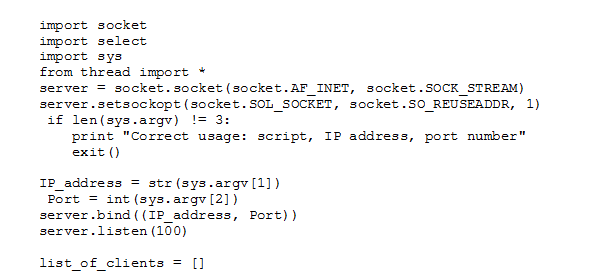 import socket
import select
import sys
from thread import *
server = socket.socket(socket.AF_INET, socket.SOCK_STREAM)
server.setsockopt(socket.SOL_SOCKET, socket.SO_REUSEADDR, 1)
 if len(sys.argv) != 3:
    print "Correct usage: script, IP address, port number"
    exit()

IP_address = str(sys.argv[1])
 Port = int(sys.argv[2])
server.bind((IP_address, Port))
server.listen(100)

list_of_clients = []